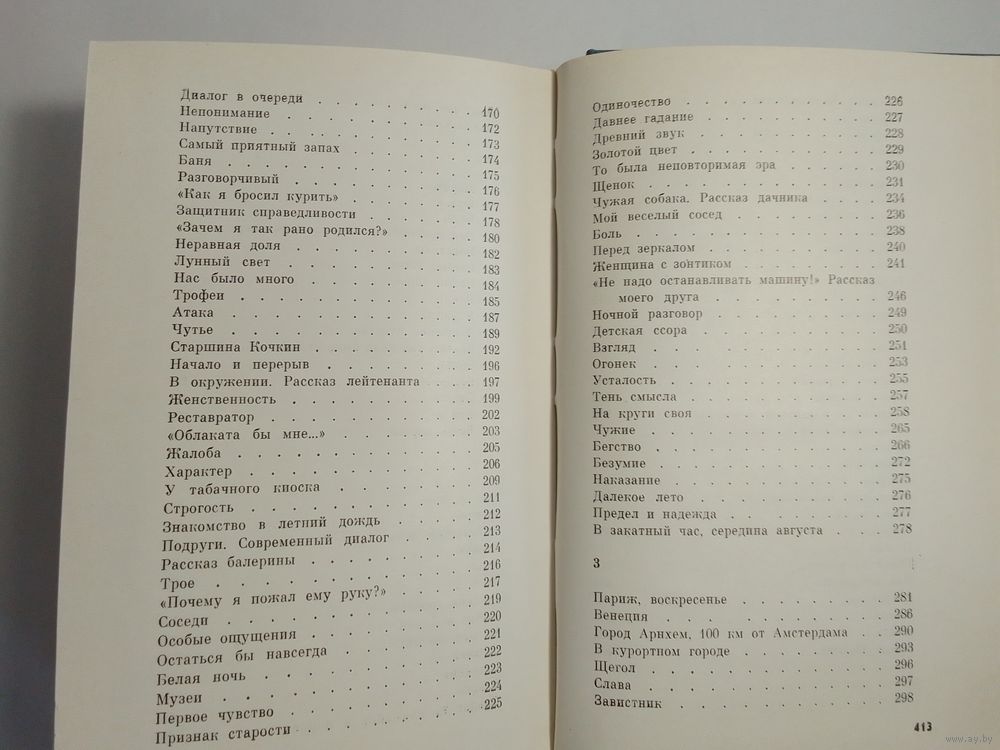 Диалог в очереди . . . . . . . . . 170
Непонимание . . . . . . . . . . 172
Напутствие . . . . . . . . . . 173
Самый приятный запах . . . . . . . 174
Баня . . . . . . . . . . . . 175
Разговорчивый . . . . . . . . . 176
«Как я бросил курить» . . . . . . . 177
Защитник справедливости . . . . . . 178
«Зачем я так рано родился?» . . . . . 180
Неравная доля . . . . . . . . . 182
Лунный свет . . . . . . . . . . 183
Нас было много . . . . . . . . . 184
Трофеи . . . . . . . . . . . 185
Атака . . . . . . . . . . . . 187
Чутье . . . . . . . . . . . . 189
Старшина Кочкин . . . . . . . . 192
Начало и перерыв . . . . . . . . 196
В окружении. Рассказ лейтенанта . . . 197
Женственность . . . . . . . . . 199
Реставратор . . . . . . . . . . 202
«Облаката бы мне...» . . . . . . . 203
Жалоба . . . . . . . . . . . 205
Характер . . . . . . . . . . . 206
У табачного киоска . . . . . . . . 209
Строгость . . . . . . . . . . . 211
Знакомство в летний дождь . . . . . 212
Подруги. Современный диалог . . . . . 213
Рассказ балерины . . . . . . . . 214
Трое . . . . . . . . . . . . 216
«Почему я пожал ему руку?» . . . . . 217
Соседи . . . . . . . . . . . 219
Особые ощущения . . . . . . . . 220
Остаться бы навсегда . . . . . . . 221
Белая ночь . . . . . . . . . . 222
Музеи . . . . . . . . . . . . 223
Первое чувство . . . . . . . . . 224
Признак старости . . . . . . . . 225
Одиночество . . . . . . . . . . 226
Давнее гадание . . . . . . . . . 227
Древний звук . . . . . . . . . 228
Золотой цвет . . . . . . . . . . 229
То была неповторимая эра . . . . . 230
Щенок . . . . . . . . . . . 231
Чужая собака. Рассказ дачника . . . . 234
Мой веселый сосед . . . . . . . . 236
Боль . . . . . . . . . . . . 238
Перед зеркалом . . . . . . . . . 240
Женщина с зонтиком . . . . . . . 241
«Не надо останавливать машину!» Рассказ
моего друга . . . . . . . . . 246
Ночной разговор . . . . . . . . 249
Детская ссора . . . . . . . . . 250
Взгляд . . . . . . . . . . . 251
Огонек . . . . . . . . . . . 253
Усталость . . . . . . . . . . 255
Тень смысла . . . . . . . . . . 257
На круги своя . . . . . . . . . 258
Чужие . . . . . . . . . . . 265
Бегство . . . . . . . . . . . 266
Безумие . . . . . . . . . . . 272
Наказание . . . . . . . . . . 275
Далекое лето . . . . . . . . . 276
Предел и надежда . . . . . . . . 277
В закатный час, середина августа . . . 278
3
Париж, воскресенье . . . . . . . . 281
Венеция . . . . . . . . . . . 286
Город Арнхем, 100 км от Амстердама . . 290
В курортном городе . . . . . . . 293
Щегол . . . . . . . . . . . 296
Слава . . . . . . . . . . . . 297
Завистник . . . . . . . . . . 298
413
www.ay.by